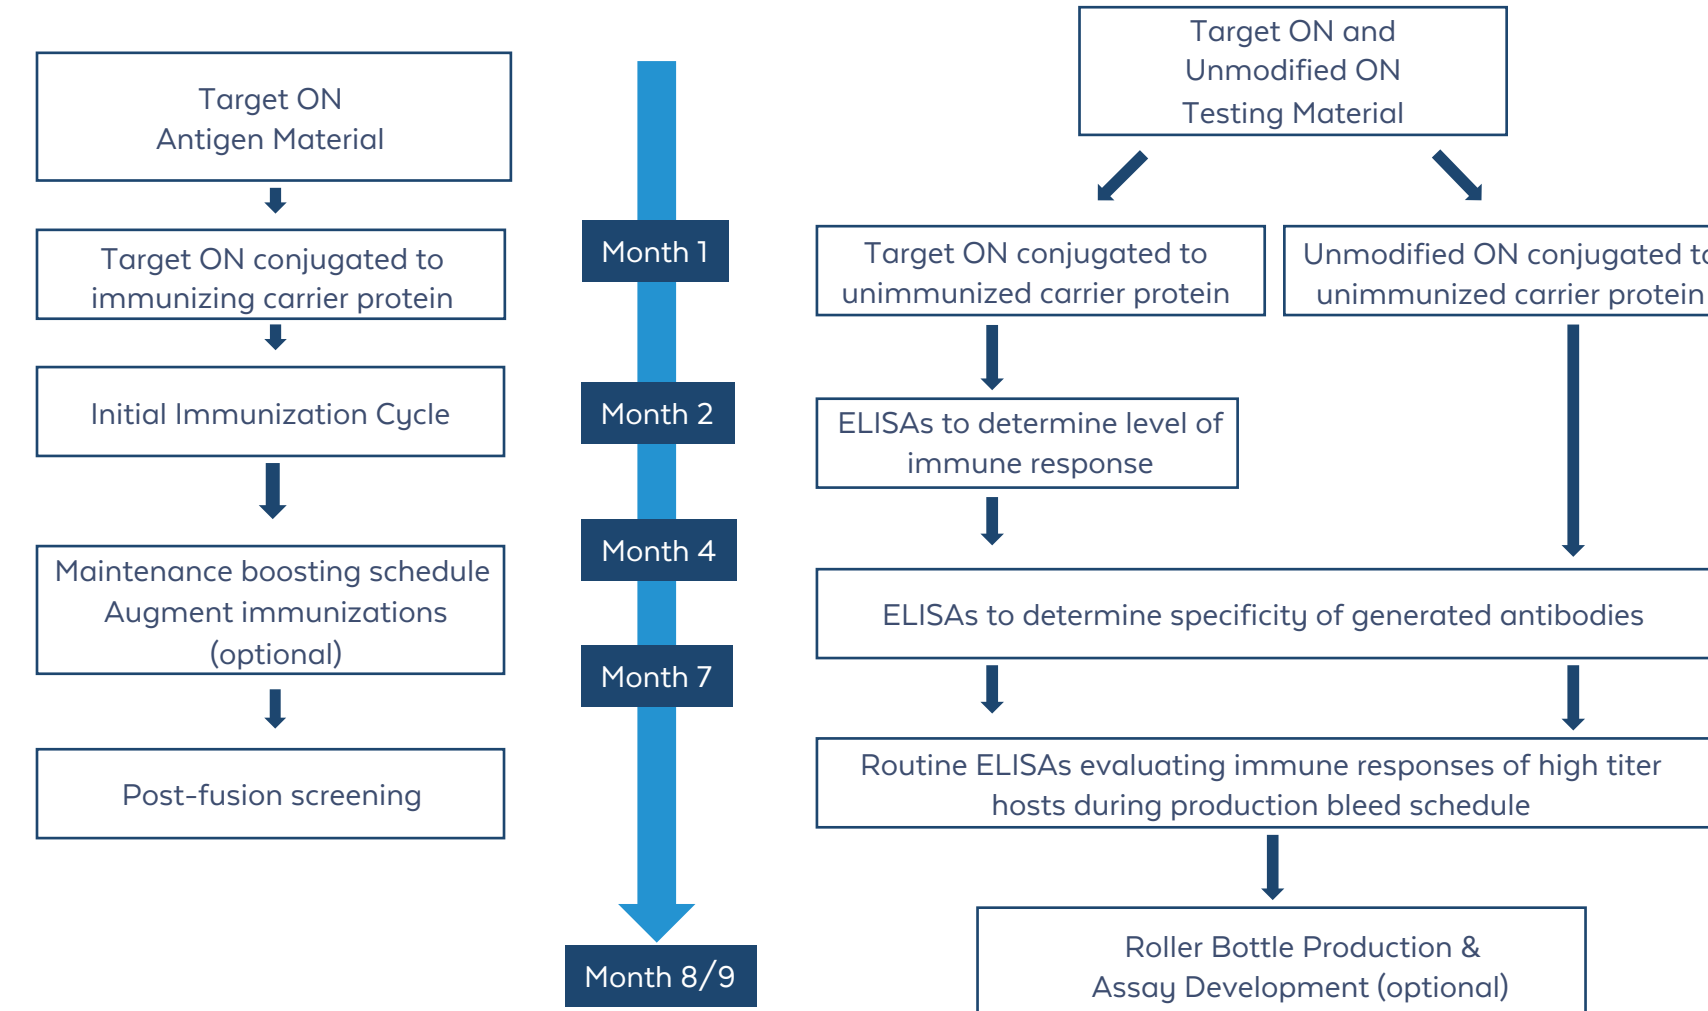 Target ON
Antigen Material
Target ON conjugated to
immunizing carrier protein
Initial Immunization Cycle
Maintenance boosting schedule
Augment immunizations
(optional)
Post-fusion screening
Month 1
Month 2
Month 4
Month 7
Month 8/9
Target ON and
Unmodified ON
Testing Material
Target ON conjugated to
unimmunized carrier protein
Unmodified ON conjugated to
unimmunized carrier protein
ELISAs to determine level of
immune response
ELISAs to determine specificity of generated antibodies
Routine ELISAs evaluating immune responses of high titer
hosts during production bleed schedule
Roller Bottle Production &
Assay Development (optional)